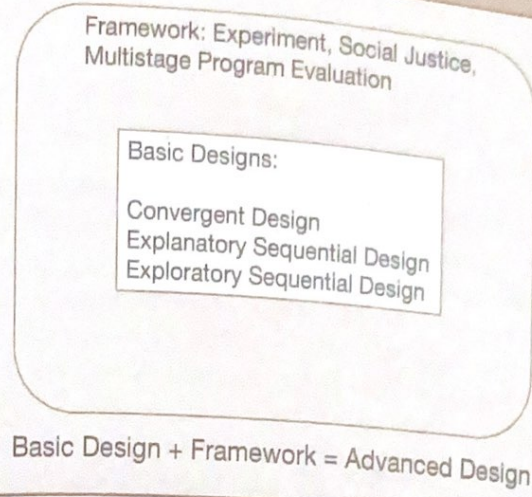 Framework: Experiment, Social Justice,
Multistage Program Evaluation
Basic Designs:
Convergent Design
Explanatory Sequential Design
Exploratory Sequential Design
Basic Design + Framework = Advanced Design